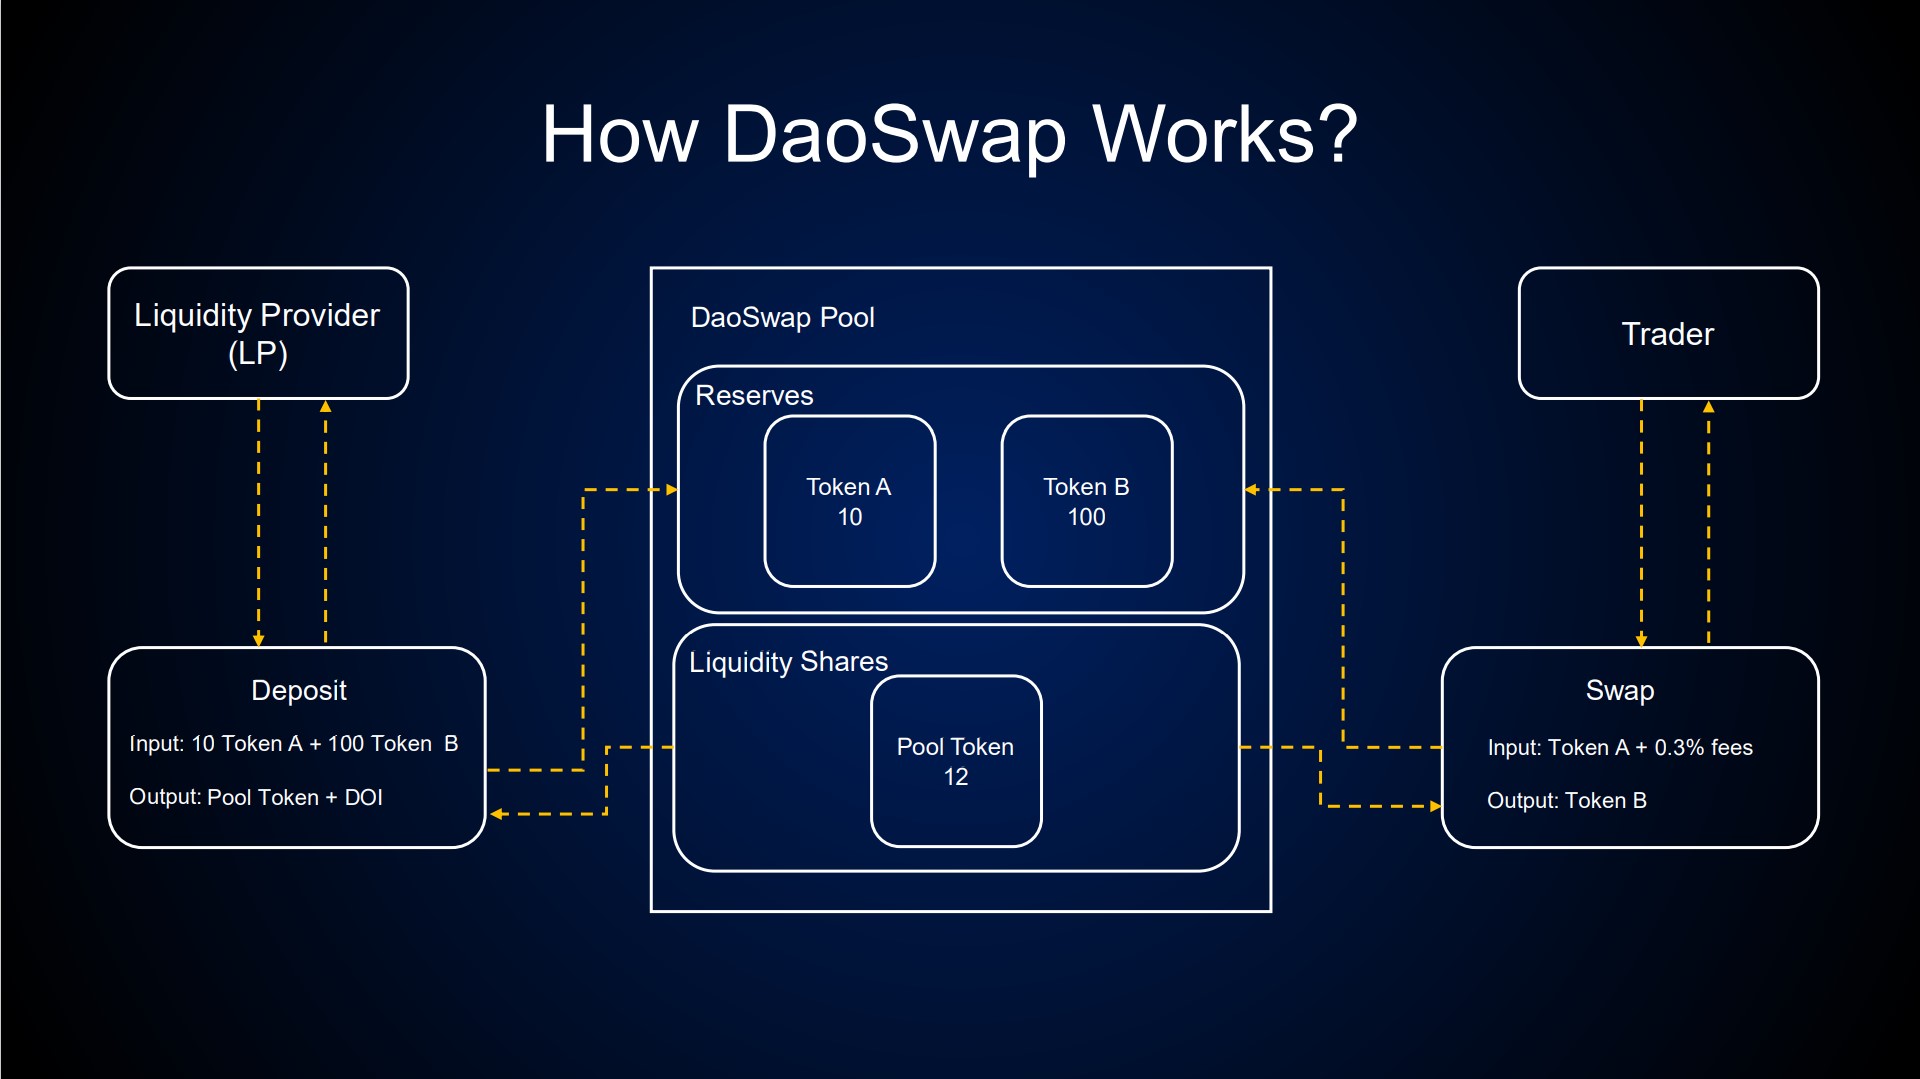 How DaoSwap Works?
Liquidity Provider
(LP)
DaoSwap Pool
Trader
Reserves
Token A
10
Token B
100
Liquidity Shares
Pool Token
12
Deposit
Input: 10 Token A + 100 Token  B
Output: Pool Token + DOI
Swap
Input: Token A + 0.3% fees
Output: Token B